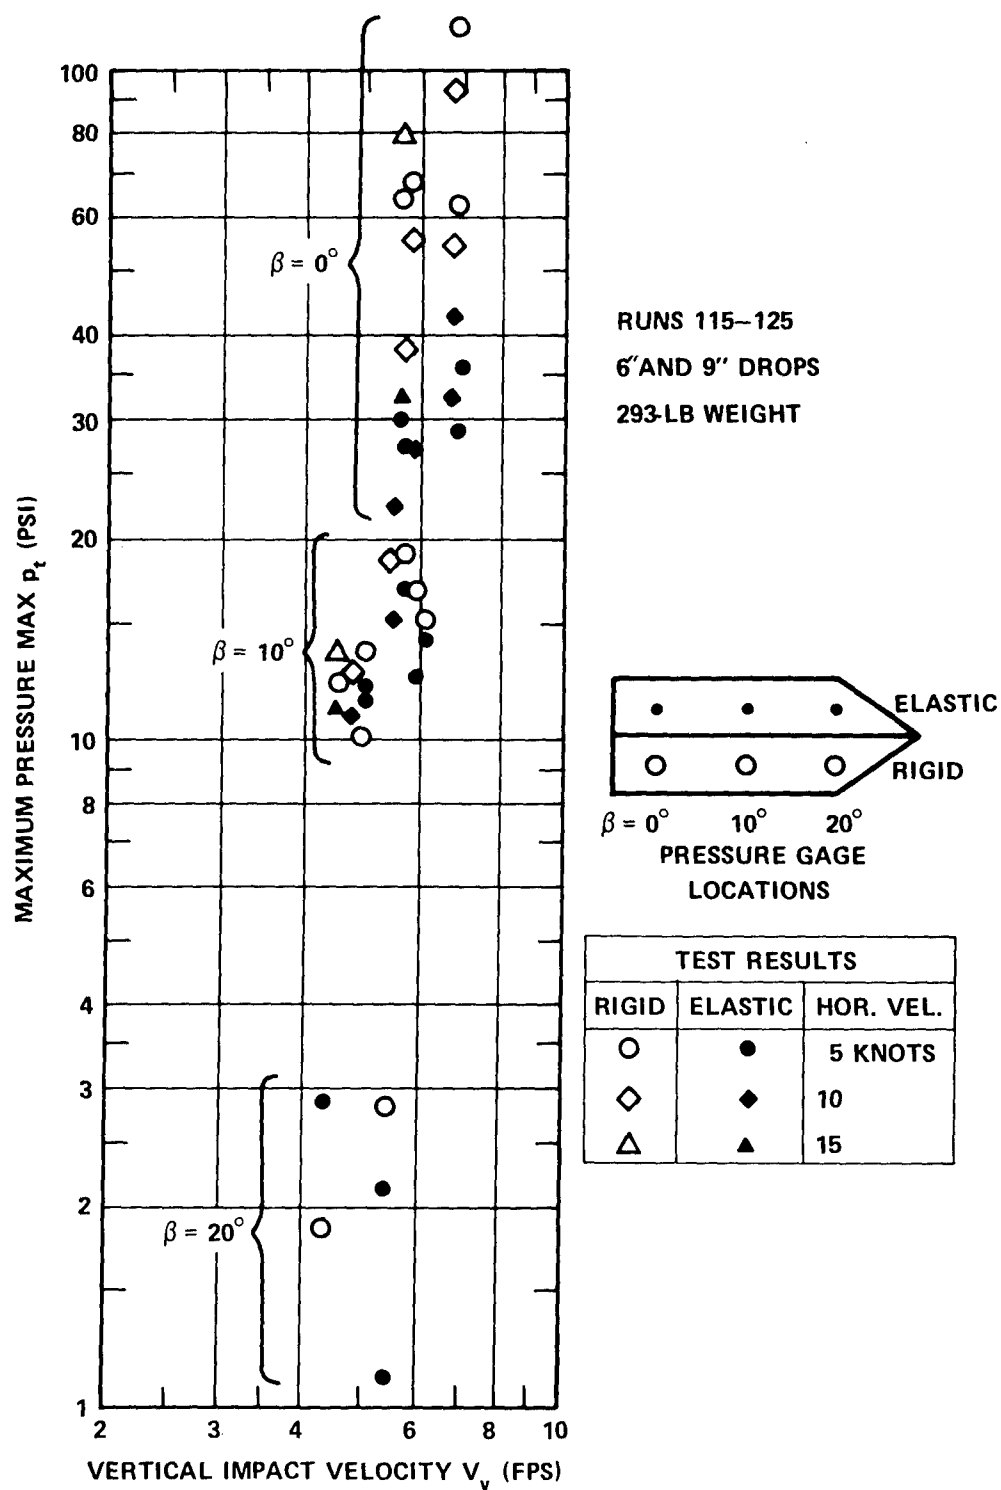 100
80
60
40
30
20
10
8
6
4
3
2
1
MAXIMUM PRESSURE MAX pt (PSI)
β = 0°
β = 10°
β = 20°
2 3 4 6 8 10
VERTICAL IMPACT VELOCITY Vv (FPS)
RUNS 115–125
6″AND 9″ DROPS
293-LB WEIGHT
ELASTIC
RIGID
β = 0° 10° 20°
PRESSURE GAGE
LOCATIONS
TEST RESULTS
RIGID ELASTIC HOR. VEL.
5 KNOTS
10
15